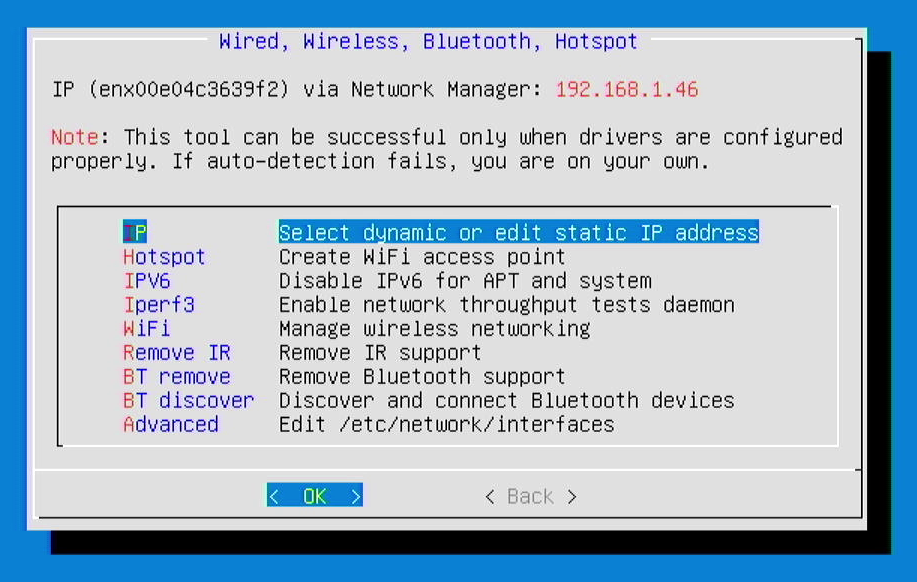 Wired, Wireless, Bluetooth, Hotspot
IP (enx00e04c3639f2) via Network Manager: 192.168.1.46
Note: This tool can be successful only when drivers are configured
properly. If auto-detection fails, you are on your own.
IP Select dynamic or edit static IP address
Hotspot Create WiFi access point
IPV6 Disable IPv6 for APT and system
Iperf3 Enable network throughput tests daemon
WiFi Manage wireless networking
Remove IR Remove IR support
BT remove Remove Bluetooth support
BT discover Discover and connect Bluetooth devices
Advanced Edit /etc/network/interfaces
< OK > < Back >